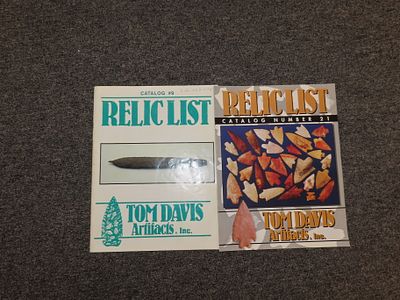 CATALOG #9
RELIC LIST
TOM DAVIS
Artifacts, Inc.
RELIC LIST
CATALOG NUMBER 21
TOM DAVIS
Artifacts, Inc.